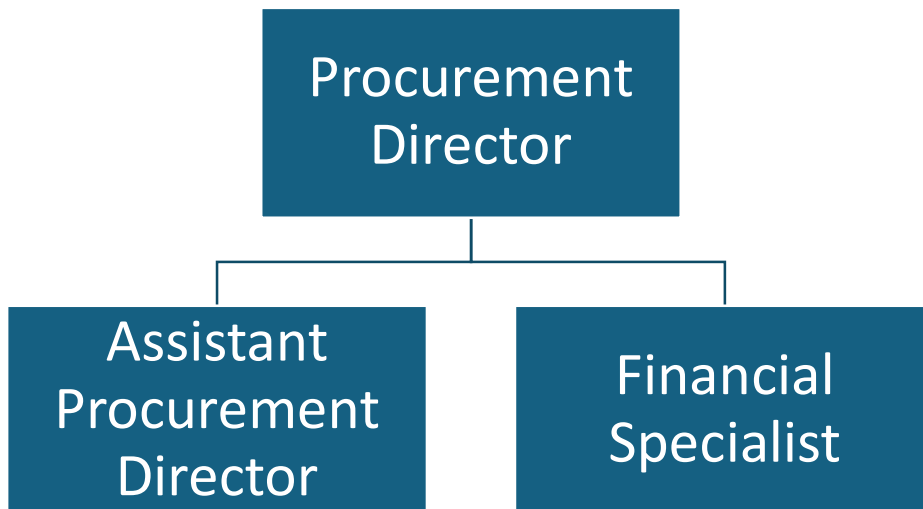 Procurement
Director
Assistant
Procurement
Director
Financial
Specialist